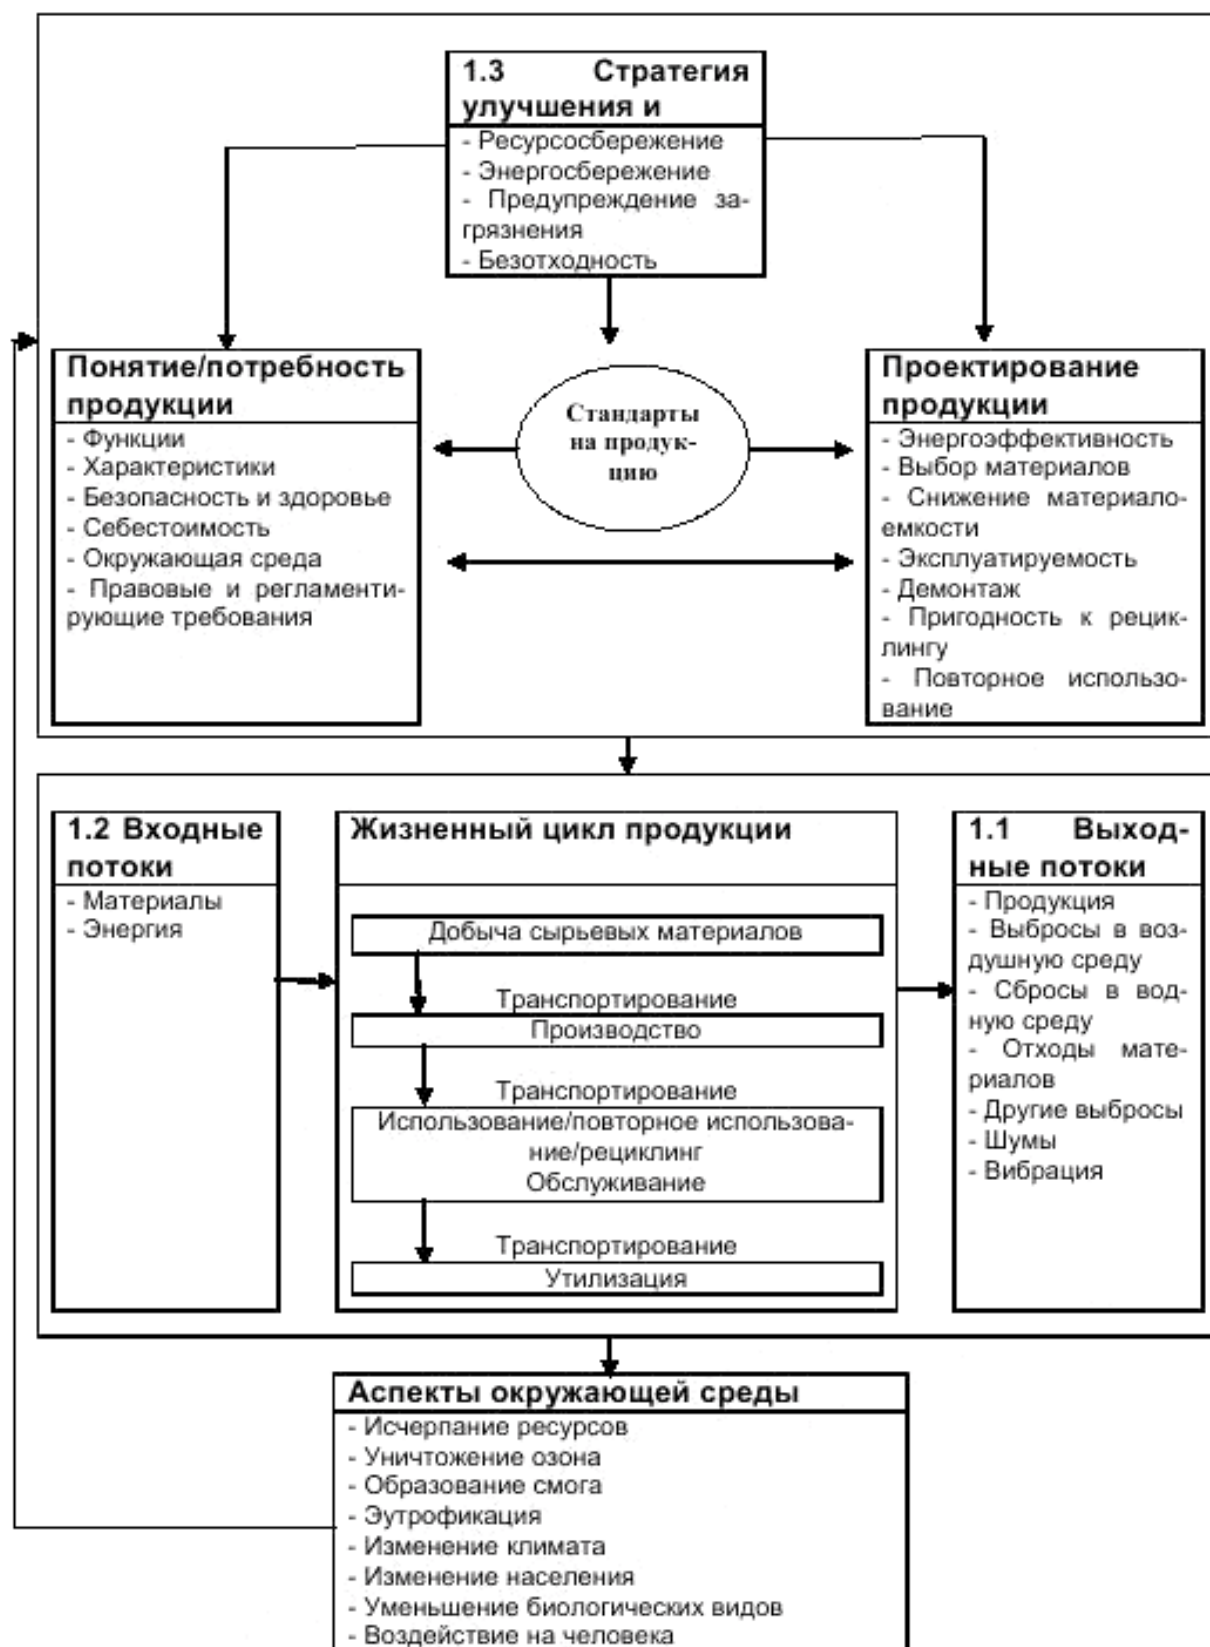 1.3 Стратегия
улучшения и
- Ресурсосбережение
- Энергосбережение
- Предупреждение за-
грязнения
- Безотходность
Понятие/потребность
продукции
- Функции
- Характеристики
- Безопасность и здоровье
- Себестоимость
- Окружающая среда
- Правовые и регламенти-
рующие требования
Стандарты
на продук-
цию
Проектирование
продукции
- Энергоэффективность
- Выбор материалов
- Снижение материало-
емкости
- Эксплуатируемость
- Демонтаж
- Пригодность к рецик-
лингу
- Повторное использо-
вание
1.2 Входные
потоки
- Материалы
- Энергия
Жизненный цикл продукции
Добыча сырьевых материалов
Транспортирование
Производство
Транспортирование
Использование/повторное использова-
ние/рециклинг
Обслуживание
Транспортирование
Утилизация
1.1 Выход-
ные потоки
- Продукция
- Выбросы в воз-
душную среду
- Сбросы в вод-
ную среду
- Отходы мате-
риалов
- Другие выбросы
- Шумы
- Вибрация
Аспекты окружающей среды
- Исчерпание ресурсов
- Уничтожение озона
- Образование смога
- Эутрофикация
- Изменение климата
- Изменение населения
- Уменьшение биологических видов
- Воздействие на человека